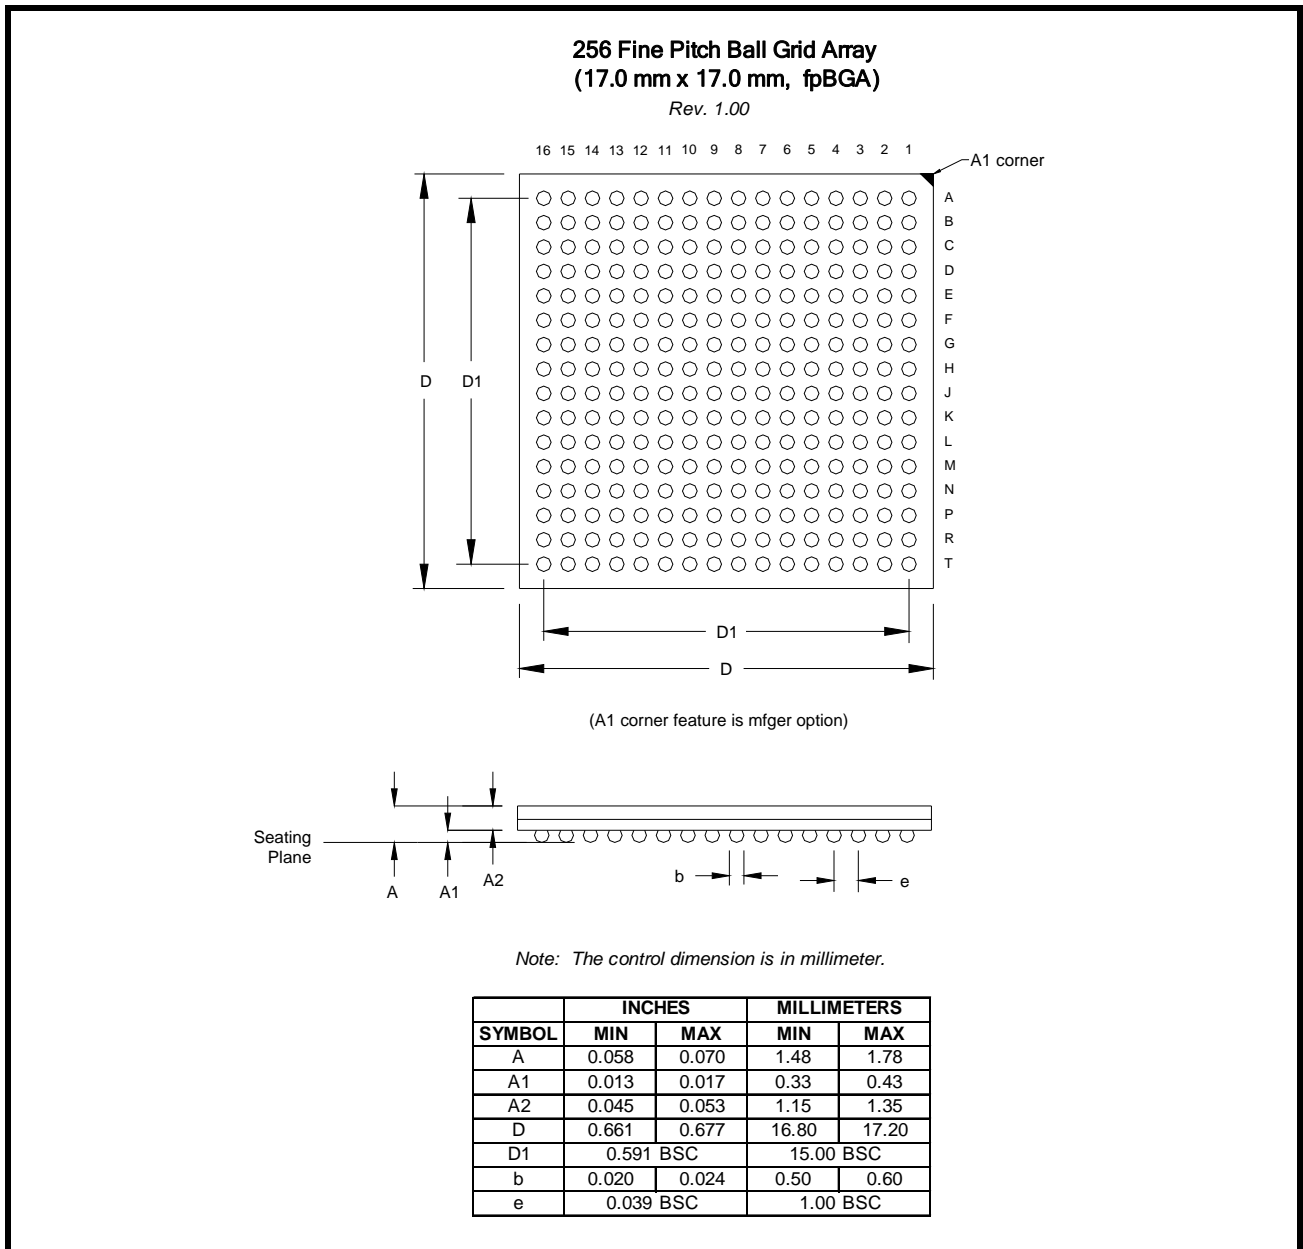 256 Fine Pitch Ball Grid Array
(17.0 mm x 17.0 mm, fpBGA)
Rev. 1.00
16 15 14 13 12 11 10 9 8 7 6 5 4 3 2 1
A1 corner
A
B
C
D
E
F
G
H
D D1
J
K
L
M
N
P
R
T
D1
D
(A1 corner feature is mfger option)
Seating
Plane
A A1 A2
b e
Note: The control dimension is in millimeter.
INCHES MILLIMETERS
SYMBOL MIN MAX MIN MAX
A 0.058 0.070 1.48 1.78
A1 0.013 0.017 0.33 0.43
A2 0.045 0.053 1.15 1.35
D 0.661 0.677 16.80 17.20
D1 0.591 BSC 15.00 BSC
b 0.020 0.024 0.50 0.60
e 0.039 BSC 1.00 BSC